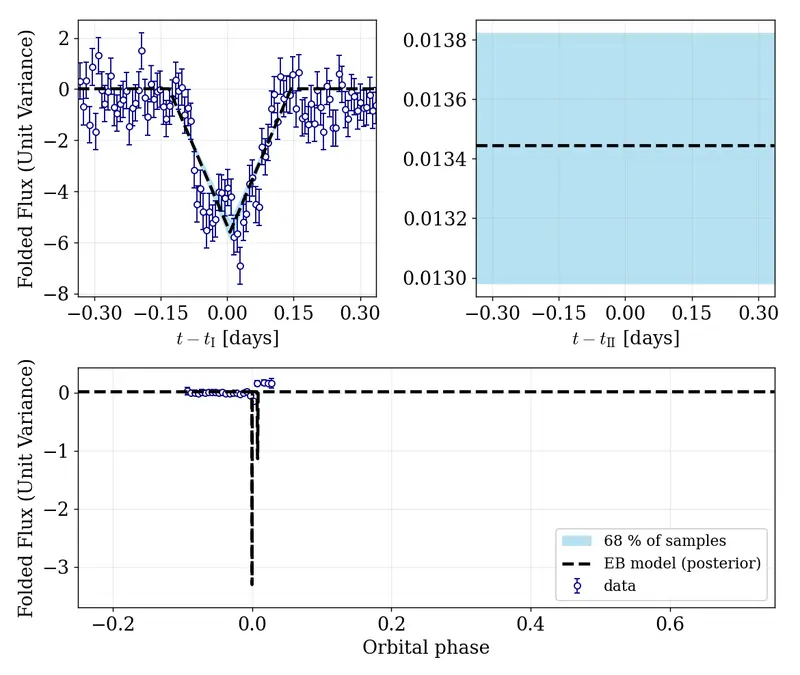 Folded Flux (Unit Variance)
2
0
−2
−4
−6
−8
−0.30 −0.15 0.00 0.15 0.30
t − t_I [days]
0.0138
0.0136
0.0134
0.0132
0.0130
−0.30 −0.15 0.00 0.15 0.30
t − t_II [days]
Folded Flux (Unit Variance)
0
−1
−2
−3
−0.2 0.0 0.2 0.4 0.6
Orbital phase
68 % of samples
EB model (posterior)
data